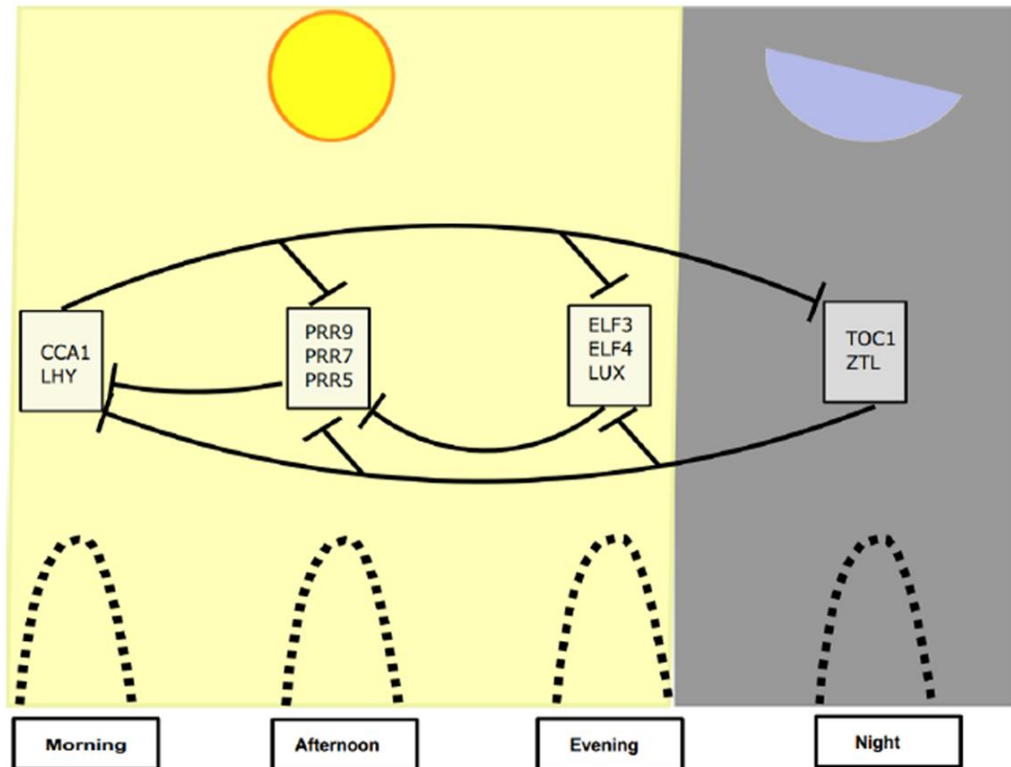 CCA1
LHY
PRR9
PRR7
PRR5
ELF3
ELF4
LUX
TOC1
ZTL
Morning
Afternoon
Evening
Night